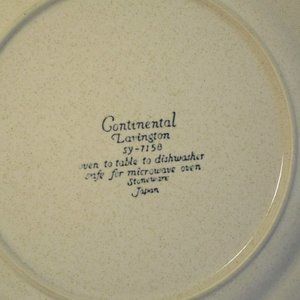 Continental
Lavington
SY-7158
oven to table to dishwasher
safe for microwave oven
Stoneware
Japan